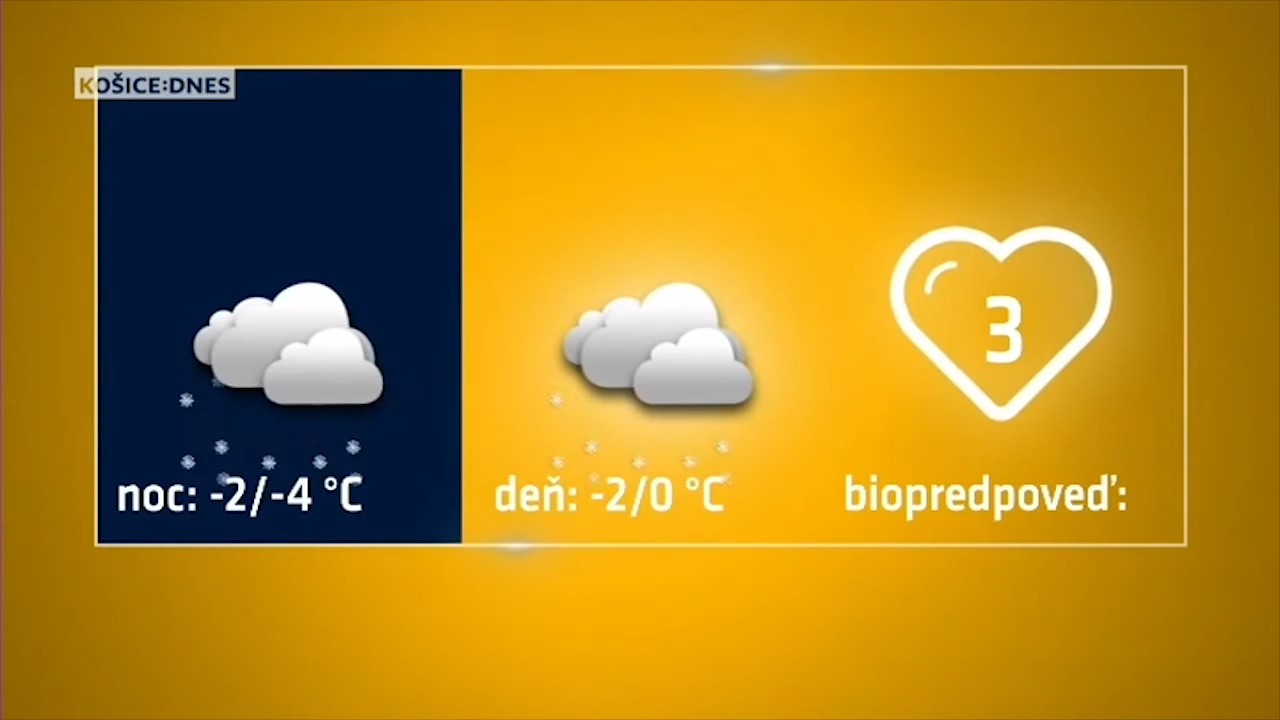 KOŠICE:DNES
3
noc: -2/-4 °C
deň: -2/0 °C
biopredpoveď: